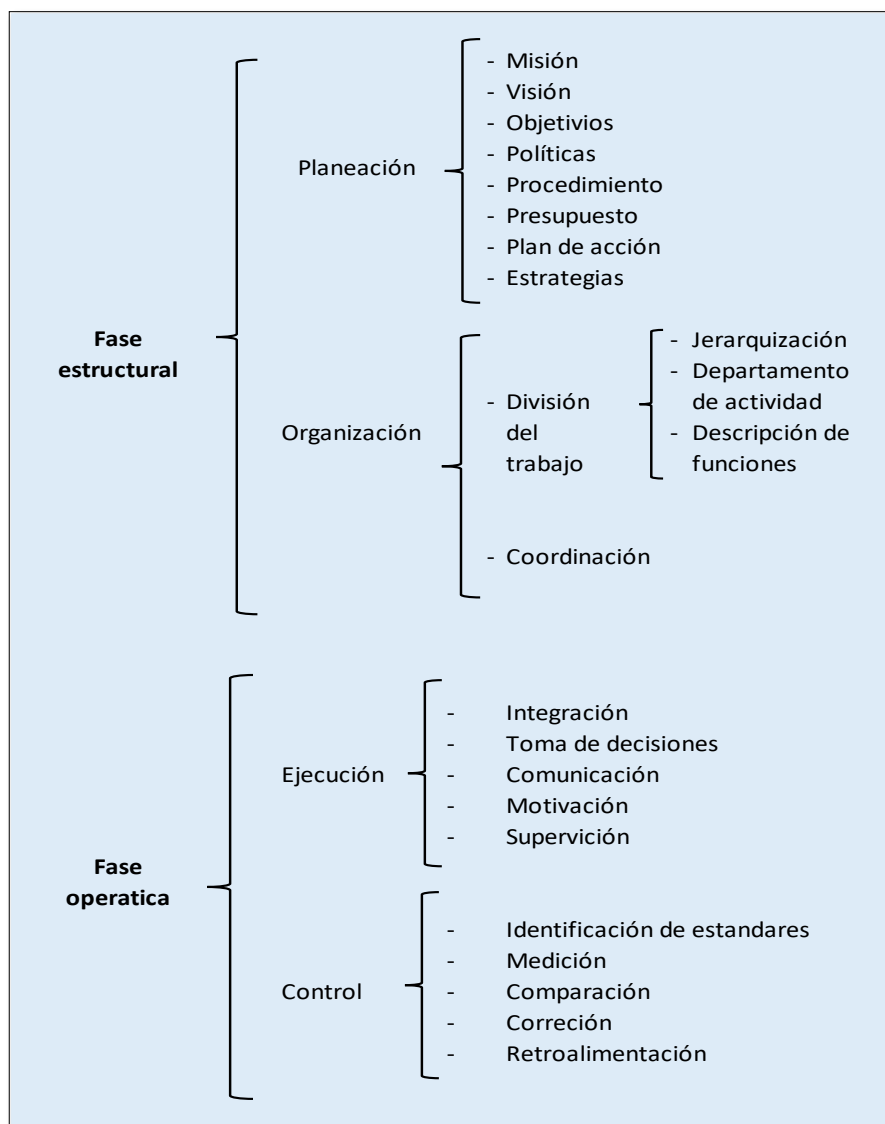 Fase
estructural
Planeación
- Misión
- Visión
- Objetivios
- Políticas
- Procedimiento
- Presupuesto
- Plan de acción
- Estrategias
Organización
- División
del
trabajo
- Jerarquización
- Departamento
de actividad
- Descripción de
funciones
- Coordinación
Fase
operatica
Ejecución
- Integración
- Toma de decisiones
- Comunicación
- Motivación
- Supervición
Control
- Identificación de estandares
- Medición
- Comparación
- Correción
- Retroalimentación